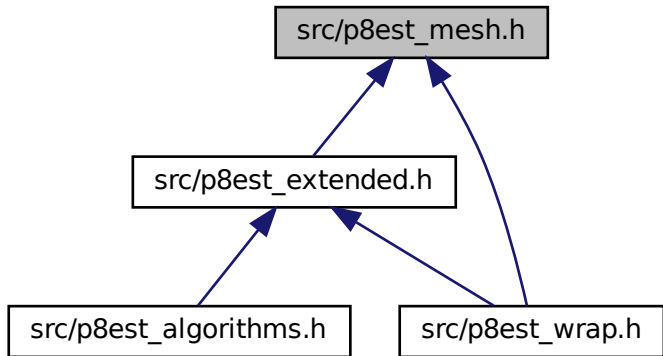 src/p8est_mesh.h
src/p8est_extended.h
src/p8est_algorithms.h
src/p8est_wrap.h